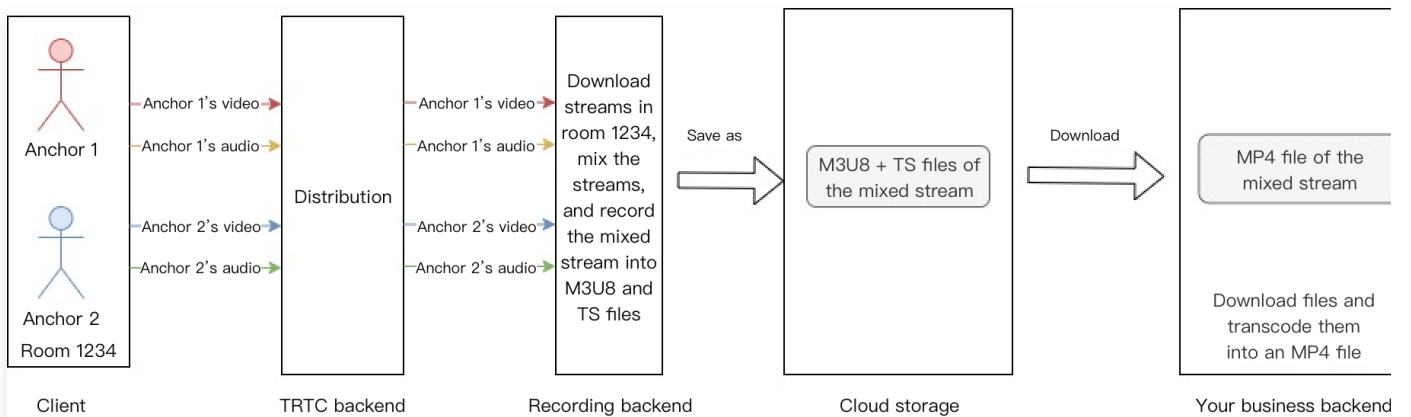 Anchor 1
Anchor 2
Room 1234
Client
Anchor 1's video
Anchor 1's audio
Anchor 2's video
Anchor 2's audio
Distribution
TRTC backend
Anchor 1's video
Anchor 1's audio
Anchor 2's video
Anchor 2's audio
Download
streams in
room 1234,
mix the
streams,
and record
the mixed
stream into
M3U8 and
TS files
Recording backend
Save as
M3U8 + TS files of
the mixed stream
Cloud storage
Download
MP4 file of the
mixed stream
Download files and
transcode them
into an MP4 file
Your business backend